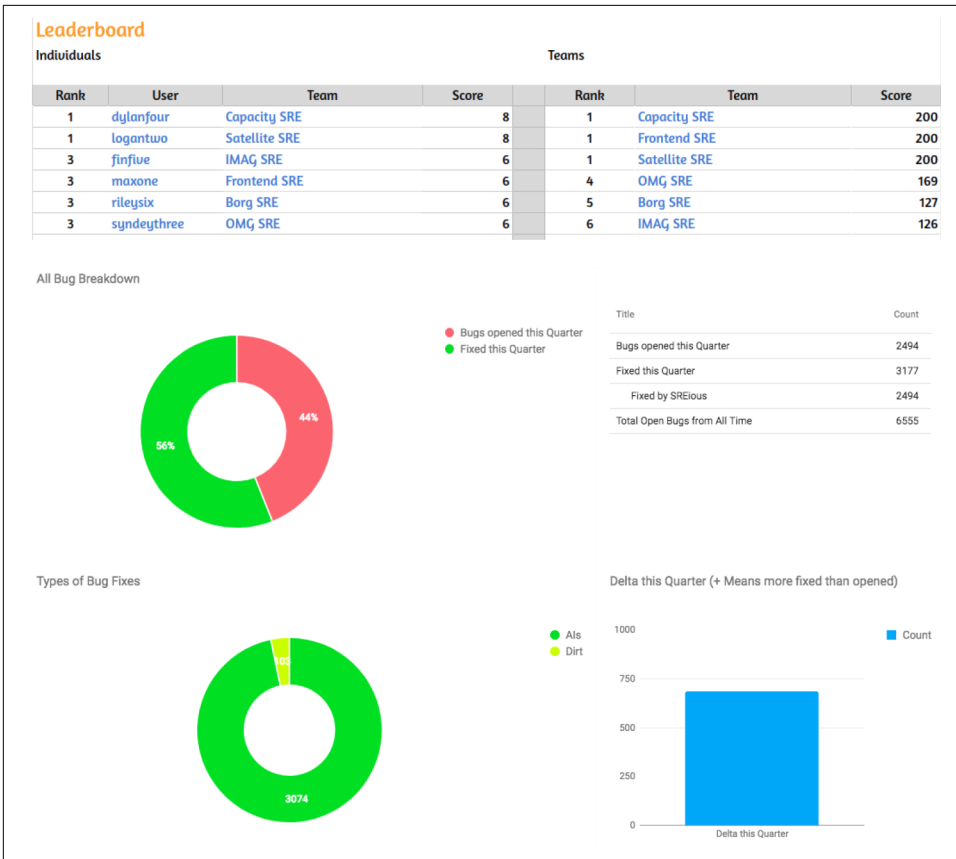 Leaderboard
Individuals
Teams
Rank User Team Score Rank Team Score
1 dylanfour Capacity SRE 8 1 Capacity SRE 200
1 logantwo Satellite SRE 8 1 Frontend SRE 200
3 finfive IMAG SRE 6 1 Satellite SRE 200
3 maxone Frontend SRE 6 4 OMG SRE 169
3 rileysix Borg SRE 6 5 Borg SRE 127
3 syndeythree OMG SRE 6 6 IMAG SRE 126
All Bug Breakdown
Bugs opened this Quarter
Fixed this Quarter
44%
56%
Title Count
Bugs opened this Quarter 2494
Fixed this Quarter 3177
Fixed by SREious 2494
Total Open Bugs from All Time 6555
Types of Bug Fixes
AIs
Dirt
103
3074
Delta this Quarter (+ Means more fixed than opened)
1000
Count
750
500
250
0
Delta this Quarter